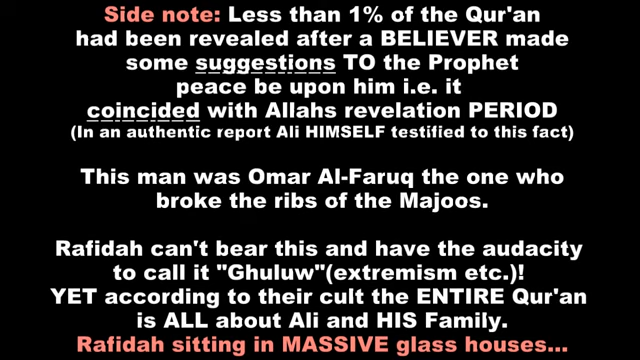 Side note: Less than 1% of the Qur'an
had been revealed after a BELIEVER made
some suggestions TO the Prophet
peace be upon him i.e. it
coincided with Allahs revelation PERIOD
(In an authentic report Ali HIMSELF testified to this fact)
This man was Omar Al-Faruq the one who
broke the ribs of the Majoos.
Rafidah can't bear this and have the audacity
to call it "Ghuluw"(extremism etc.)!
YET according to their cult the ENTIRE Qur'an
is ALL about Ali and HIS Family.
Rafidah sitting in MASSIVE glass houses...